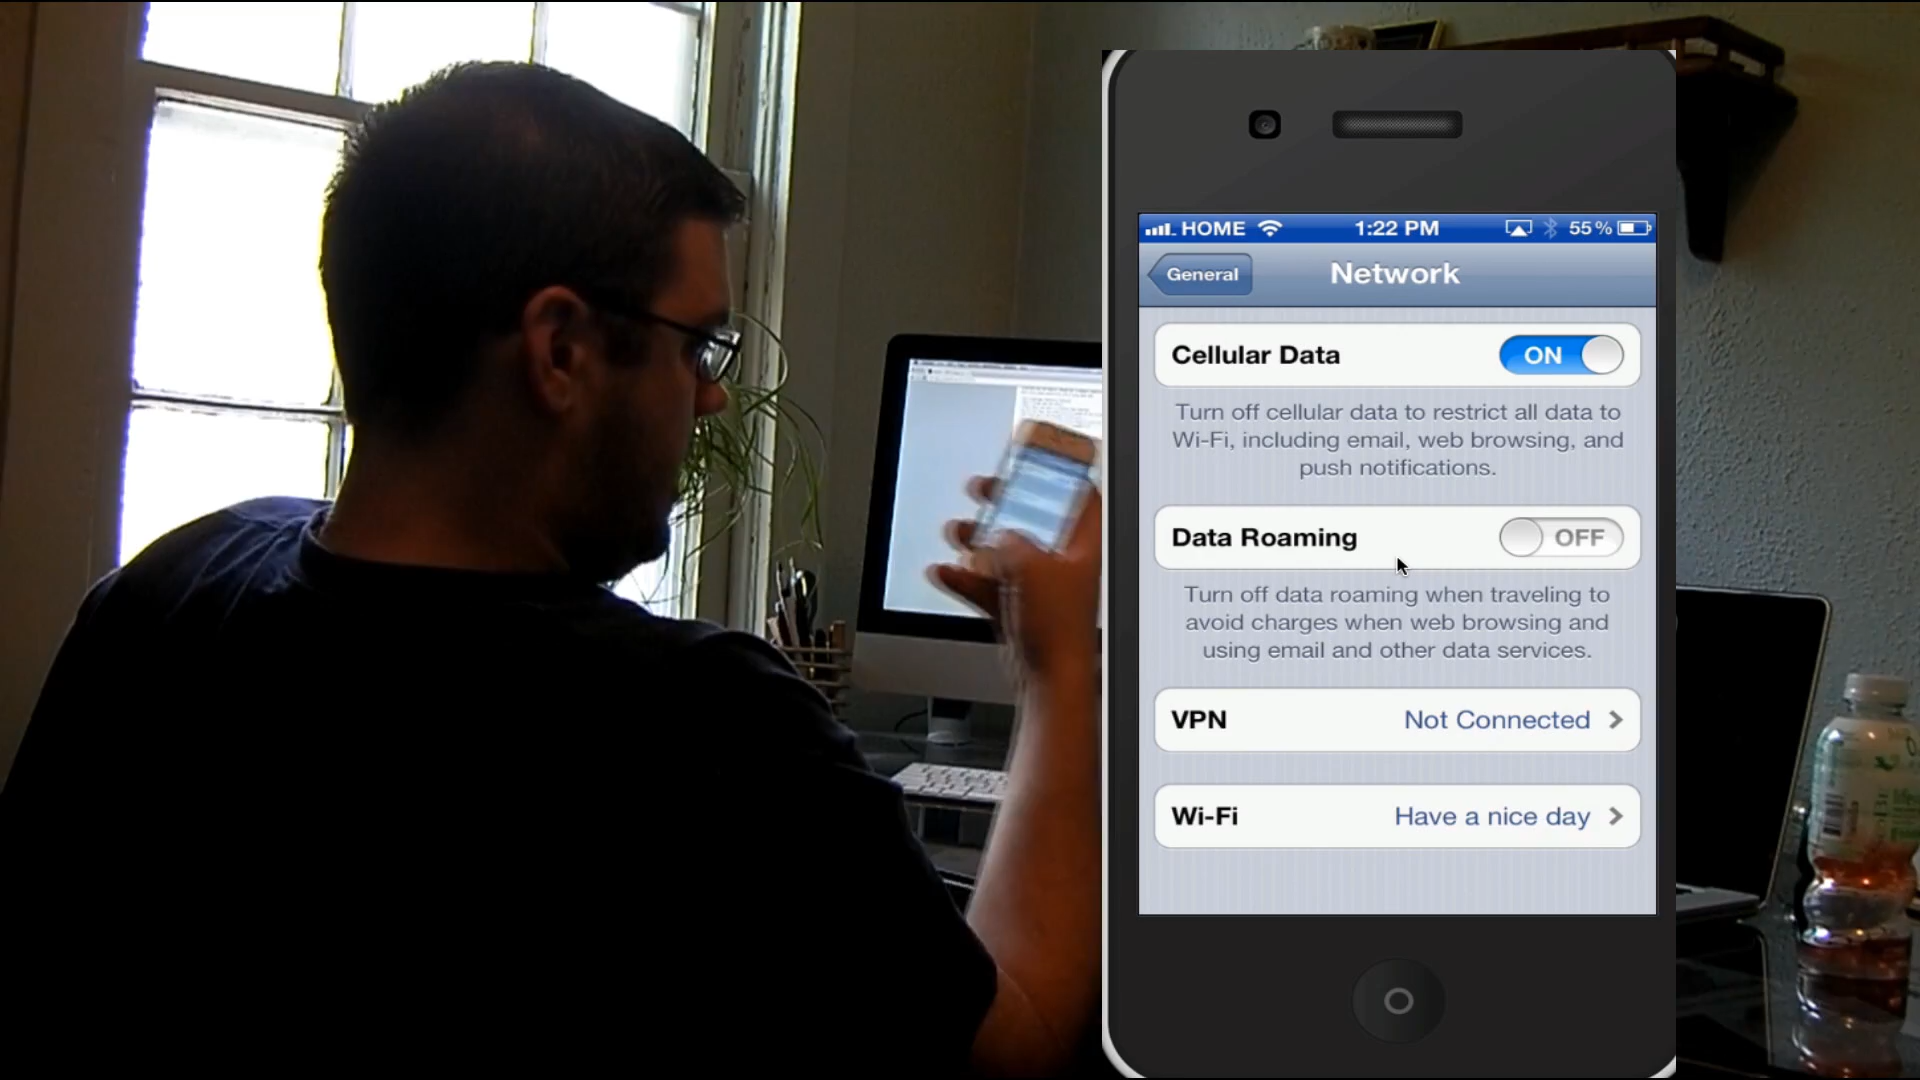 HOME 1:22 PM 55%
General Network
Cellular Data ON
Turn off cellular data to restrict all data to
Wi-Fi, including email, web browsing, and
push notifications.
Data Roaming OFF
Turn off data roaming when traveling to
avoid charges when web browsing and
using email and other data services.
VPN Not Connected
Wi-Fi Have a nice day